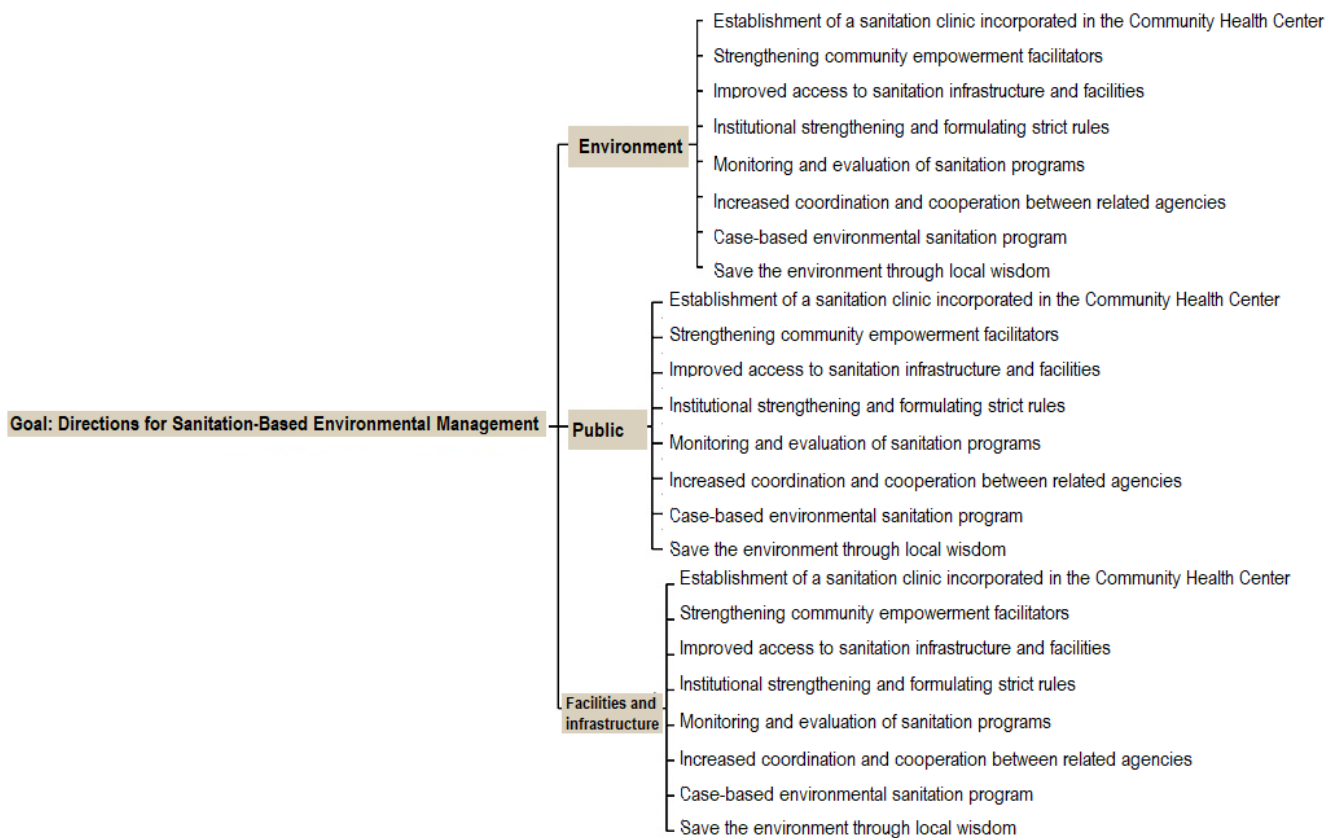 Establishment of a sanitation clinic incorporated in the Community Health Center
Strengthening community empowerment facilitators
Improved access to sanitation infrastructure and facilities
Institutional strengthening and formulating strict rules
Environment
Monitoring and evaluation of sanitation programs
Increased coordination and cooperation between related agencies
Case-based environmental sanitation program
Save the environment through local wisdom
Establishment of a sanitation clinic incorporated in the Community Health Center
Strengthening community empowerment facilitators
Improved access to sanitation infrastructure and facilities
Institutional strengthening and formulating strict rules
Goal: Directions for Sanitation-Based Environmental Management
Public
Monitoring and evaluation of sanitation programs
Increased coordination and cooperation between related agencies
Case-based environmental sanitation program
Save the environment through local wisdom
Establishment of a sanitation clinic incorporated in the Community Health Center
Strengthening community empowerment facilitators
Improved access to sanitation infrastructure and facilities
Institutional strengthening and formulating strict rules
Facilities and
infrastructure
Monitoring and evaluation of sanitation programs
Increased coordination and cooperation between related agencies
Case-based environmental sanitation program
Save the environment through local wisdom